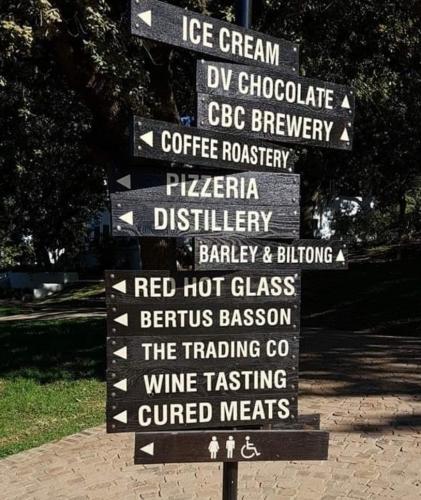 ICE CREAM
DV CHOCOLATE
CBC BREWERY
COFFEE ROASTERY
PIZZERIA
DISTILLERY
BARLEY & BILTONG
RED HOT GLASS
BERTUS BASSON
THE TRADING CO
WINE TASTING
CURED MEATS